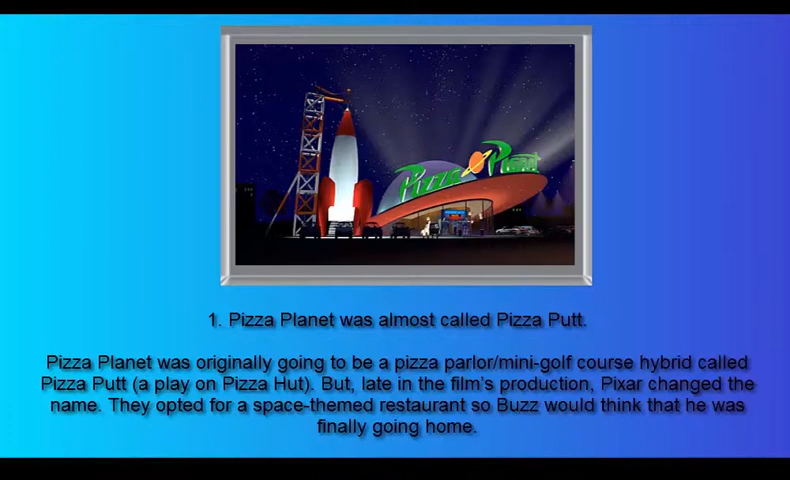 Pizza Planet
1. Pizza Planet was almost called Pizza Putt.
Pizza Planet was originally going to be a pizza parlor/mini-golf course hybrid called
Pizza Putt (a play on Pizza Hut). But, late in the film's production, Pixar changed the
name. They opted for a space-themed restaurant so Buzz would think that he was
finally going home.